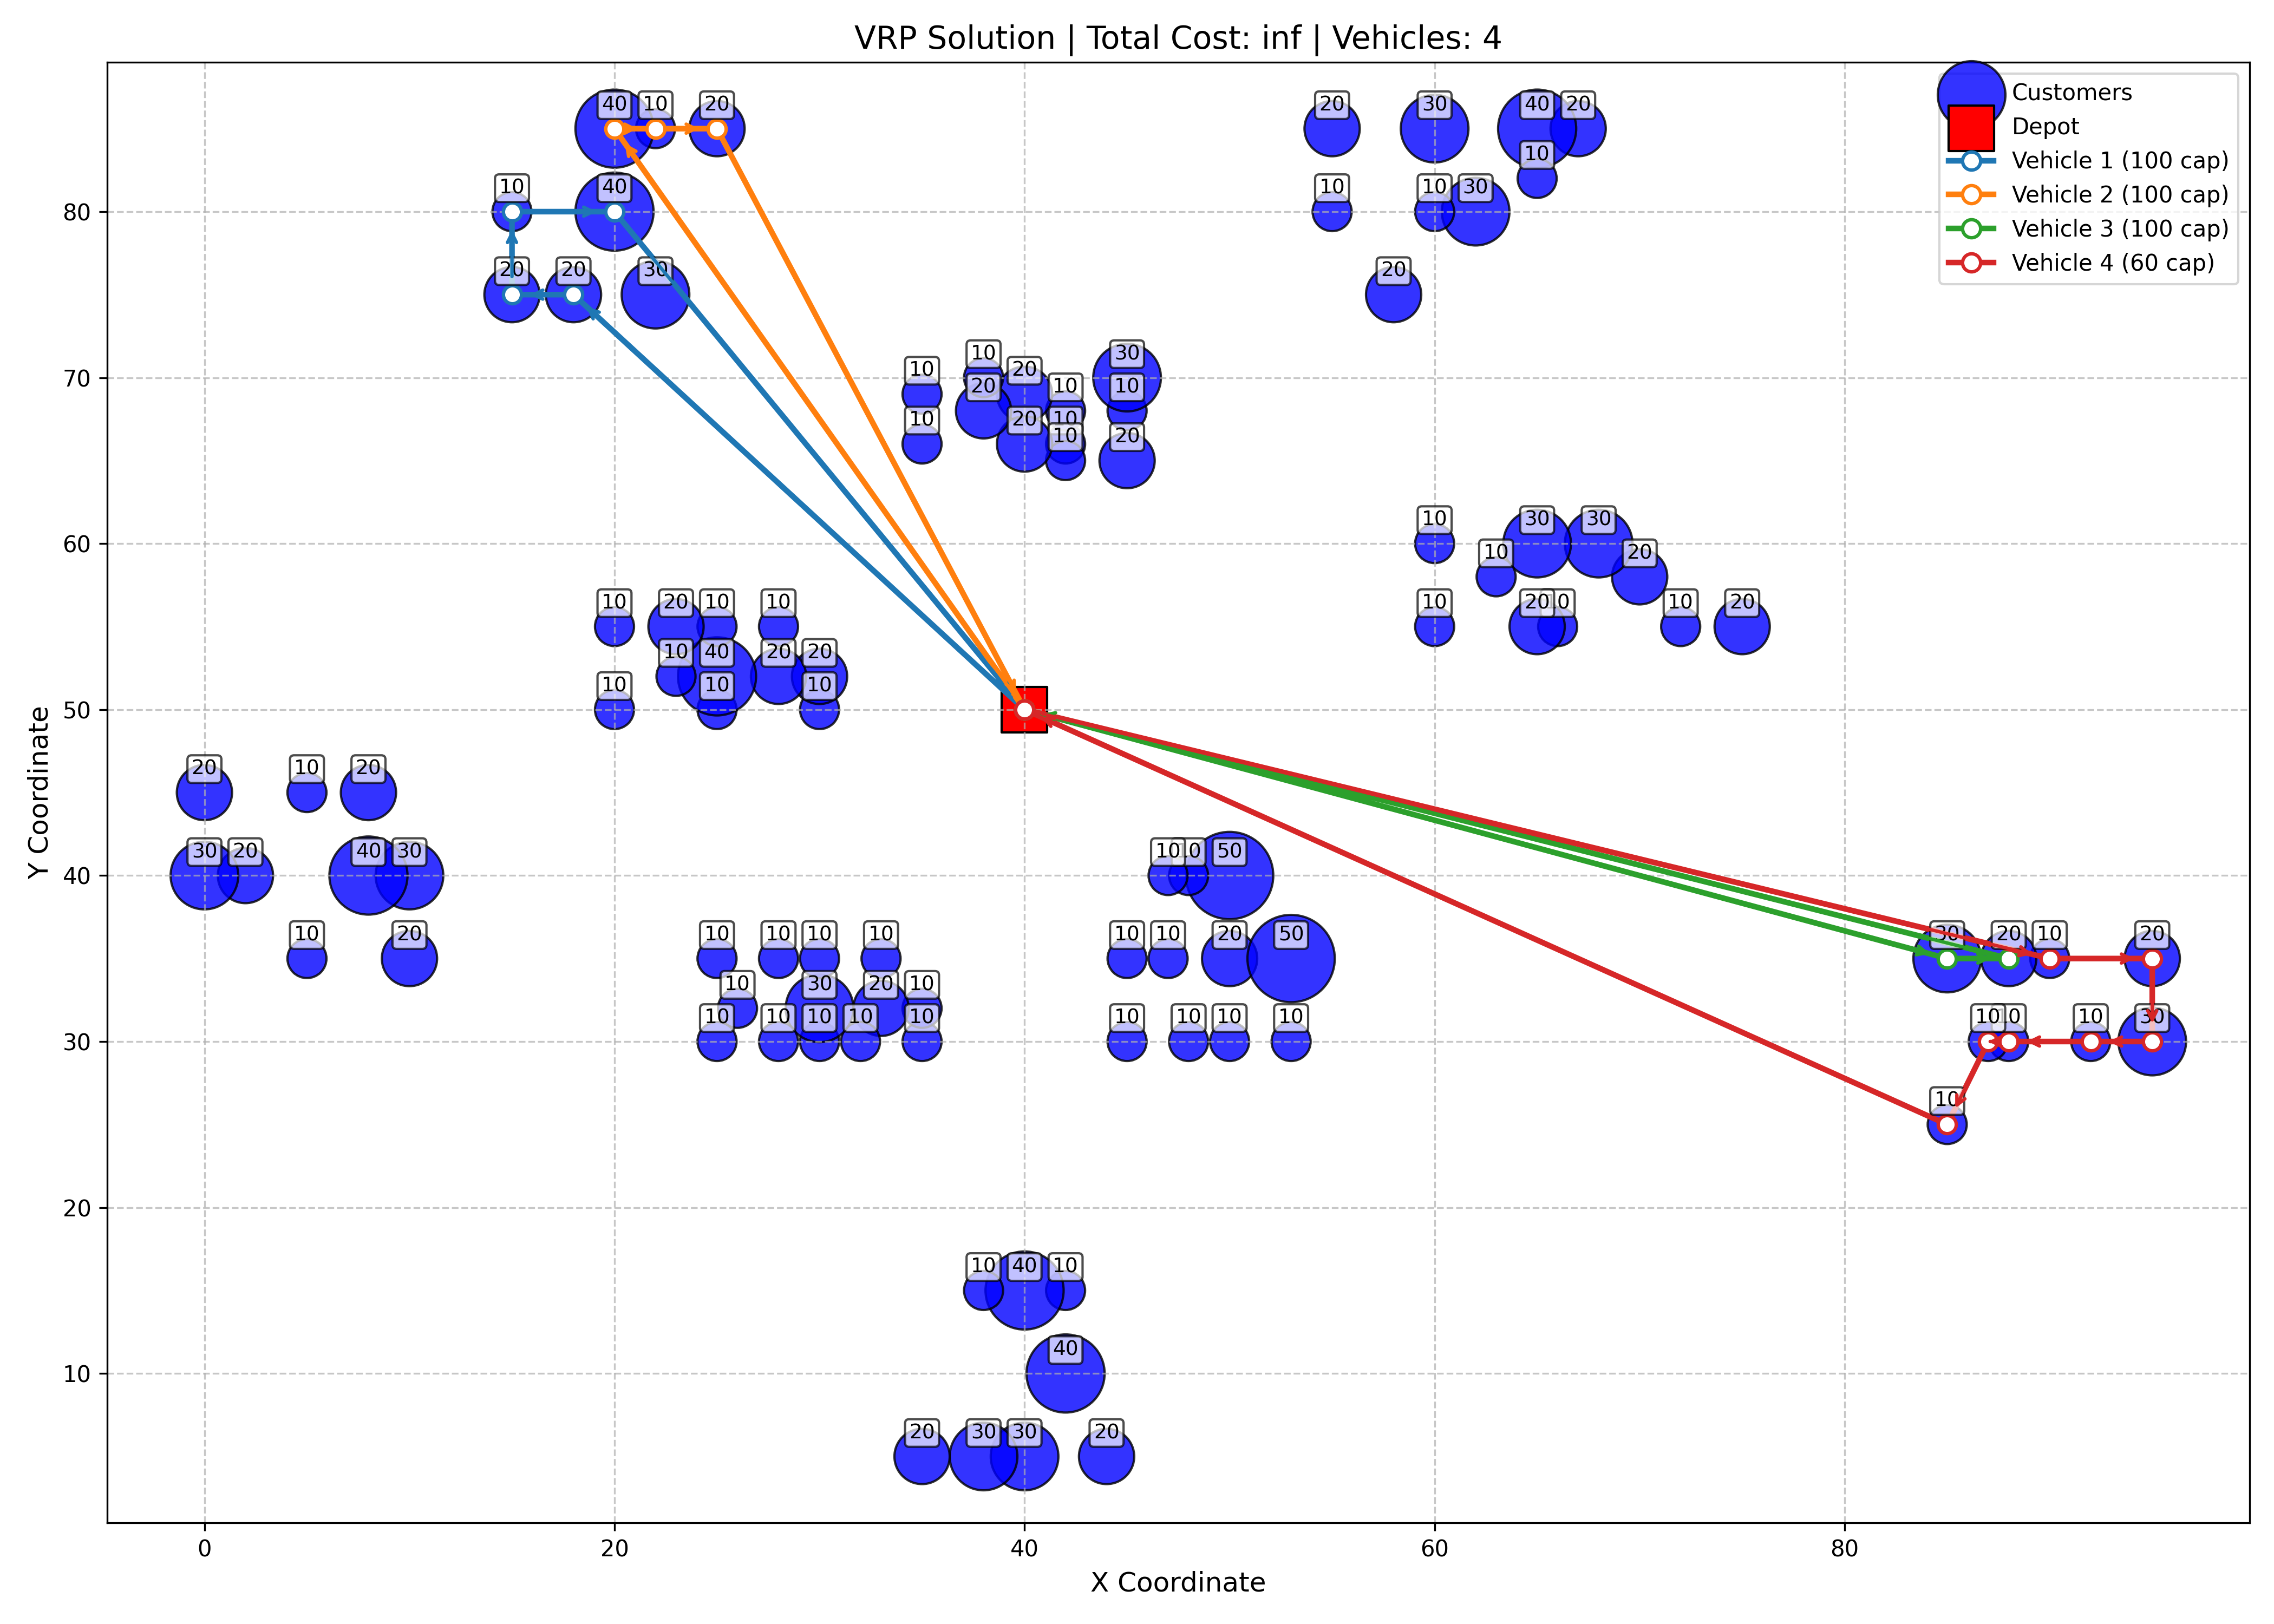 VRP Solution | Total Cost: inf | Vehicles: 4
Customers
Depot
Vehicle 1 (100 cap)
Vehicle 2 (100 cap)
Vehicle 3 (100 cap)
Vehicle 4 (60 cap)
40 10 20 20 30 40 20
10
10 40 10 10 30
20 20 30 20
10 30
10 20
20 10 10
10 20 10
10 20
10 30 30
10 20
10 20 10 10 10 20 10 10 20
10 40 20 20
10 10 10
20 10 20
30 20 40 30 10 10 50
10 20 10 10 10 10 10 10 20 50 30 20 10 20
10 30 20 10
10 10 10 10 10 10 10 10 10 10 10 30
10
10 40 10
40
20 30 30 20
80
70
60
50
40
30
20
10
0 20 40 60 80
Y Coordinate
X Coordinate